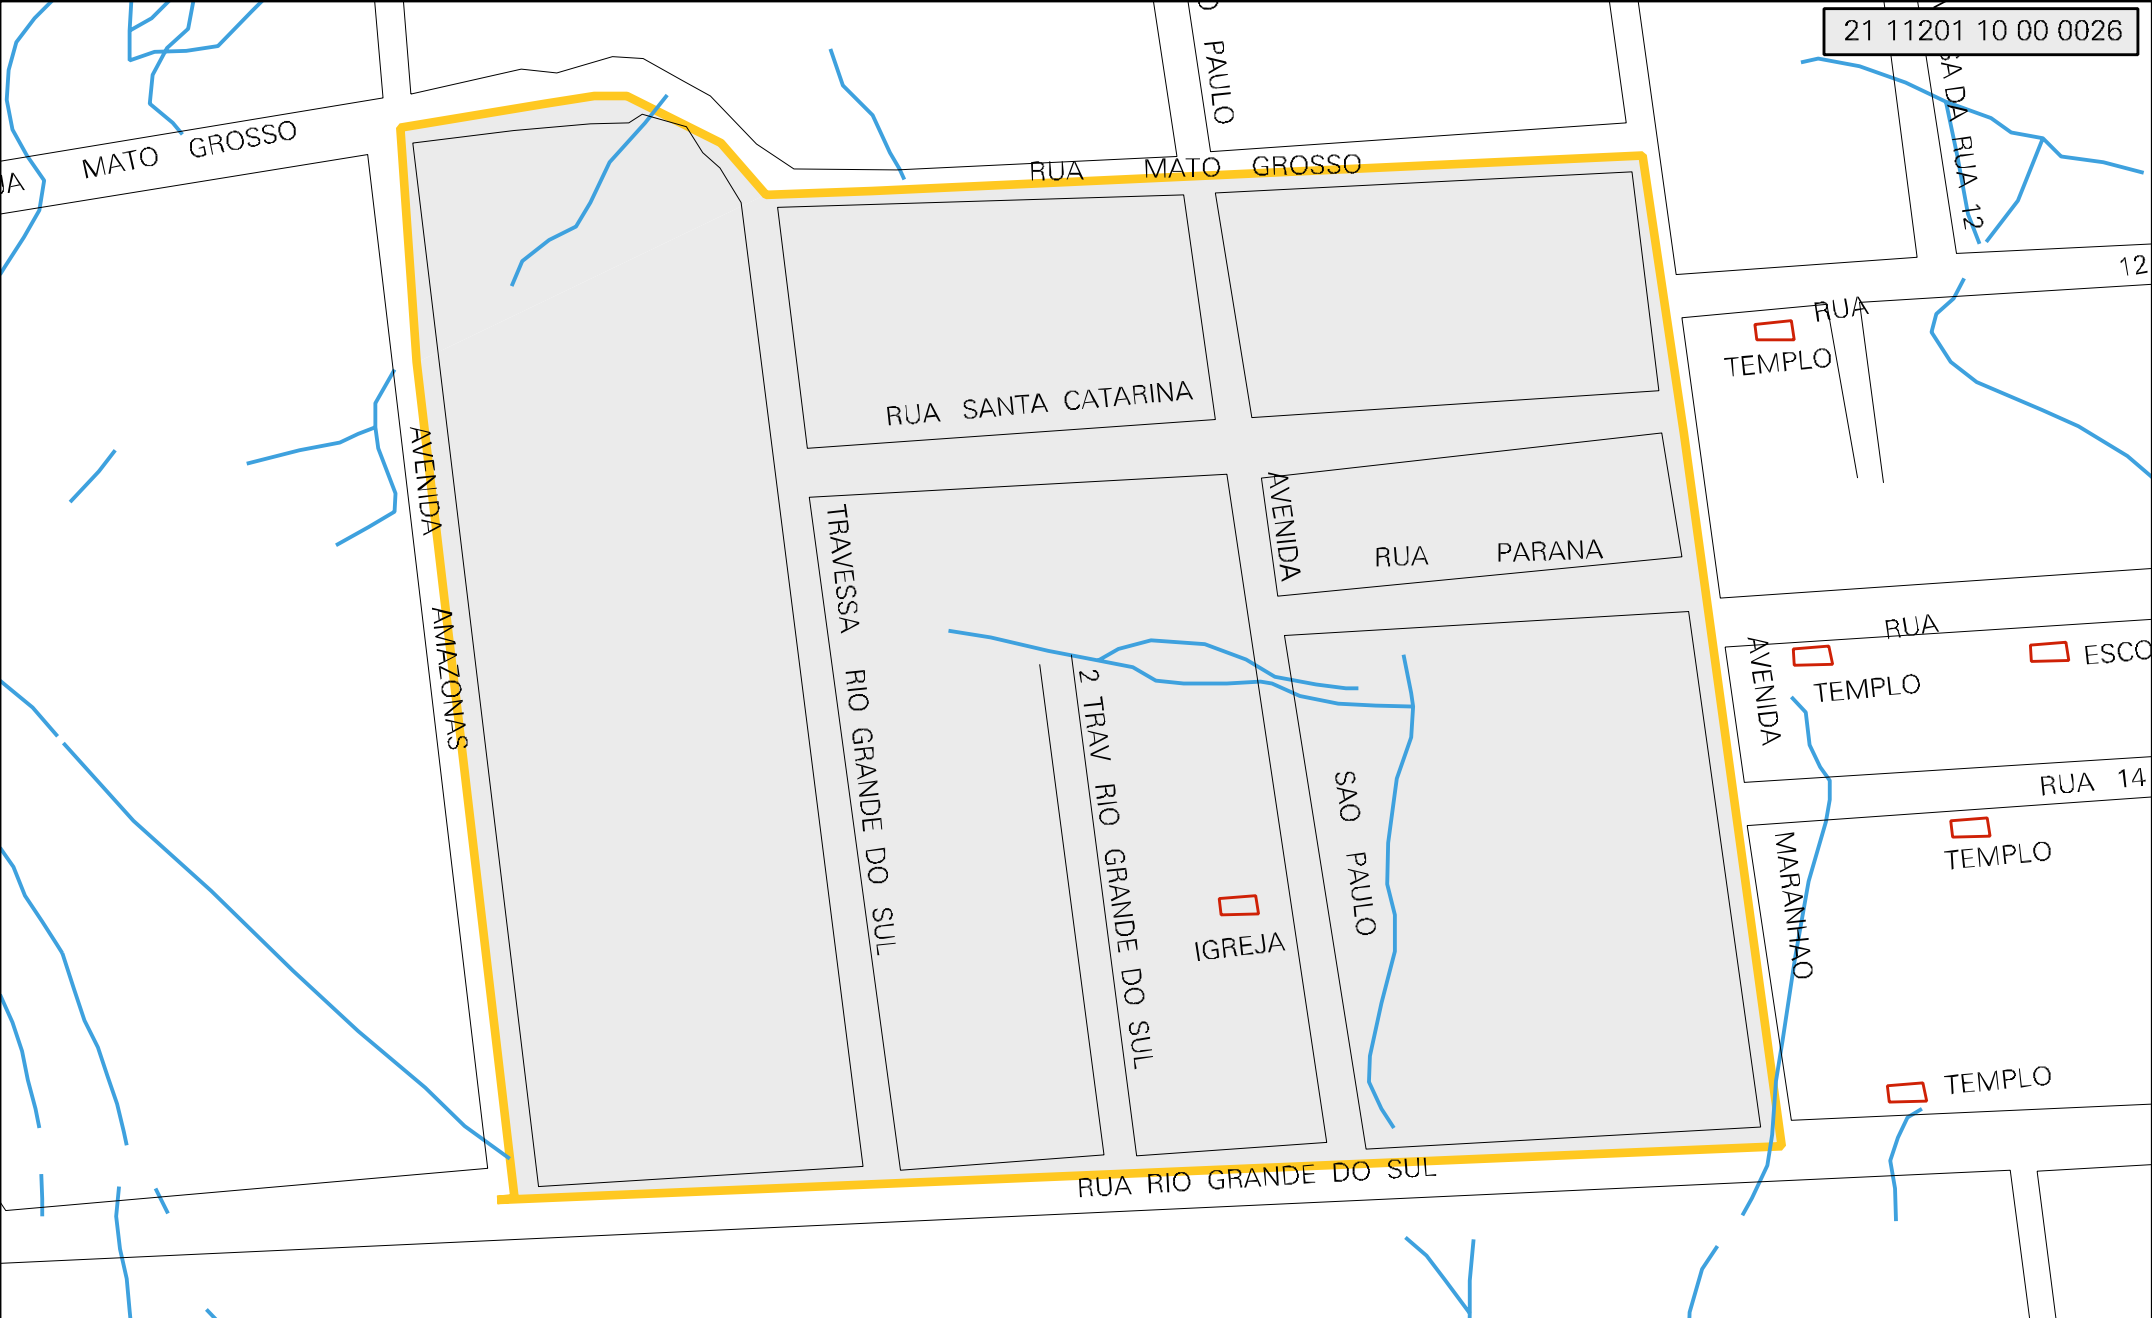 21 11201 10 00 0026
PAULO
MATO GROSSO
RUA MATO GROSSO
DA RUA 12
12
RUA
TEMPLO
RUA SANTA CATARINA
AVENIDA AMAZONAS
TRAVESSA RIO GRANDE DO SUL
AVENIDA SAO PAULO
RUA PARANA
2 TRAV RIO GRANDE DO SUL
IGREJA
RUA
AVENIDA MARANHAO
TEMPLO
ESCO
RUA 14
TEMPLO
TEMPLO
RUA RIO GRANDE DO SUL